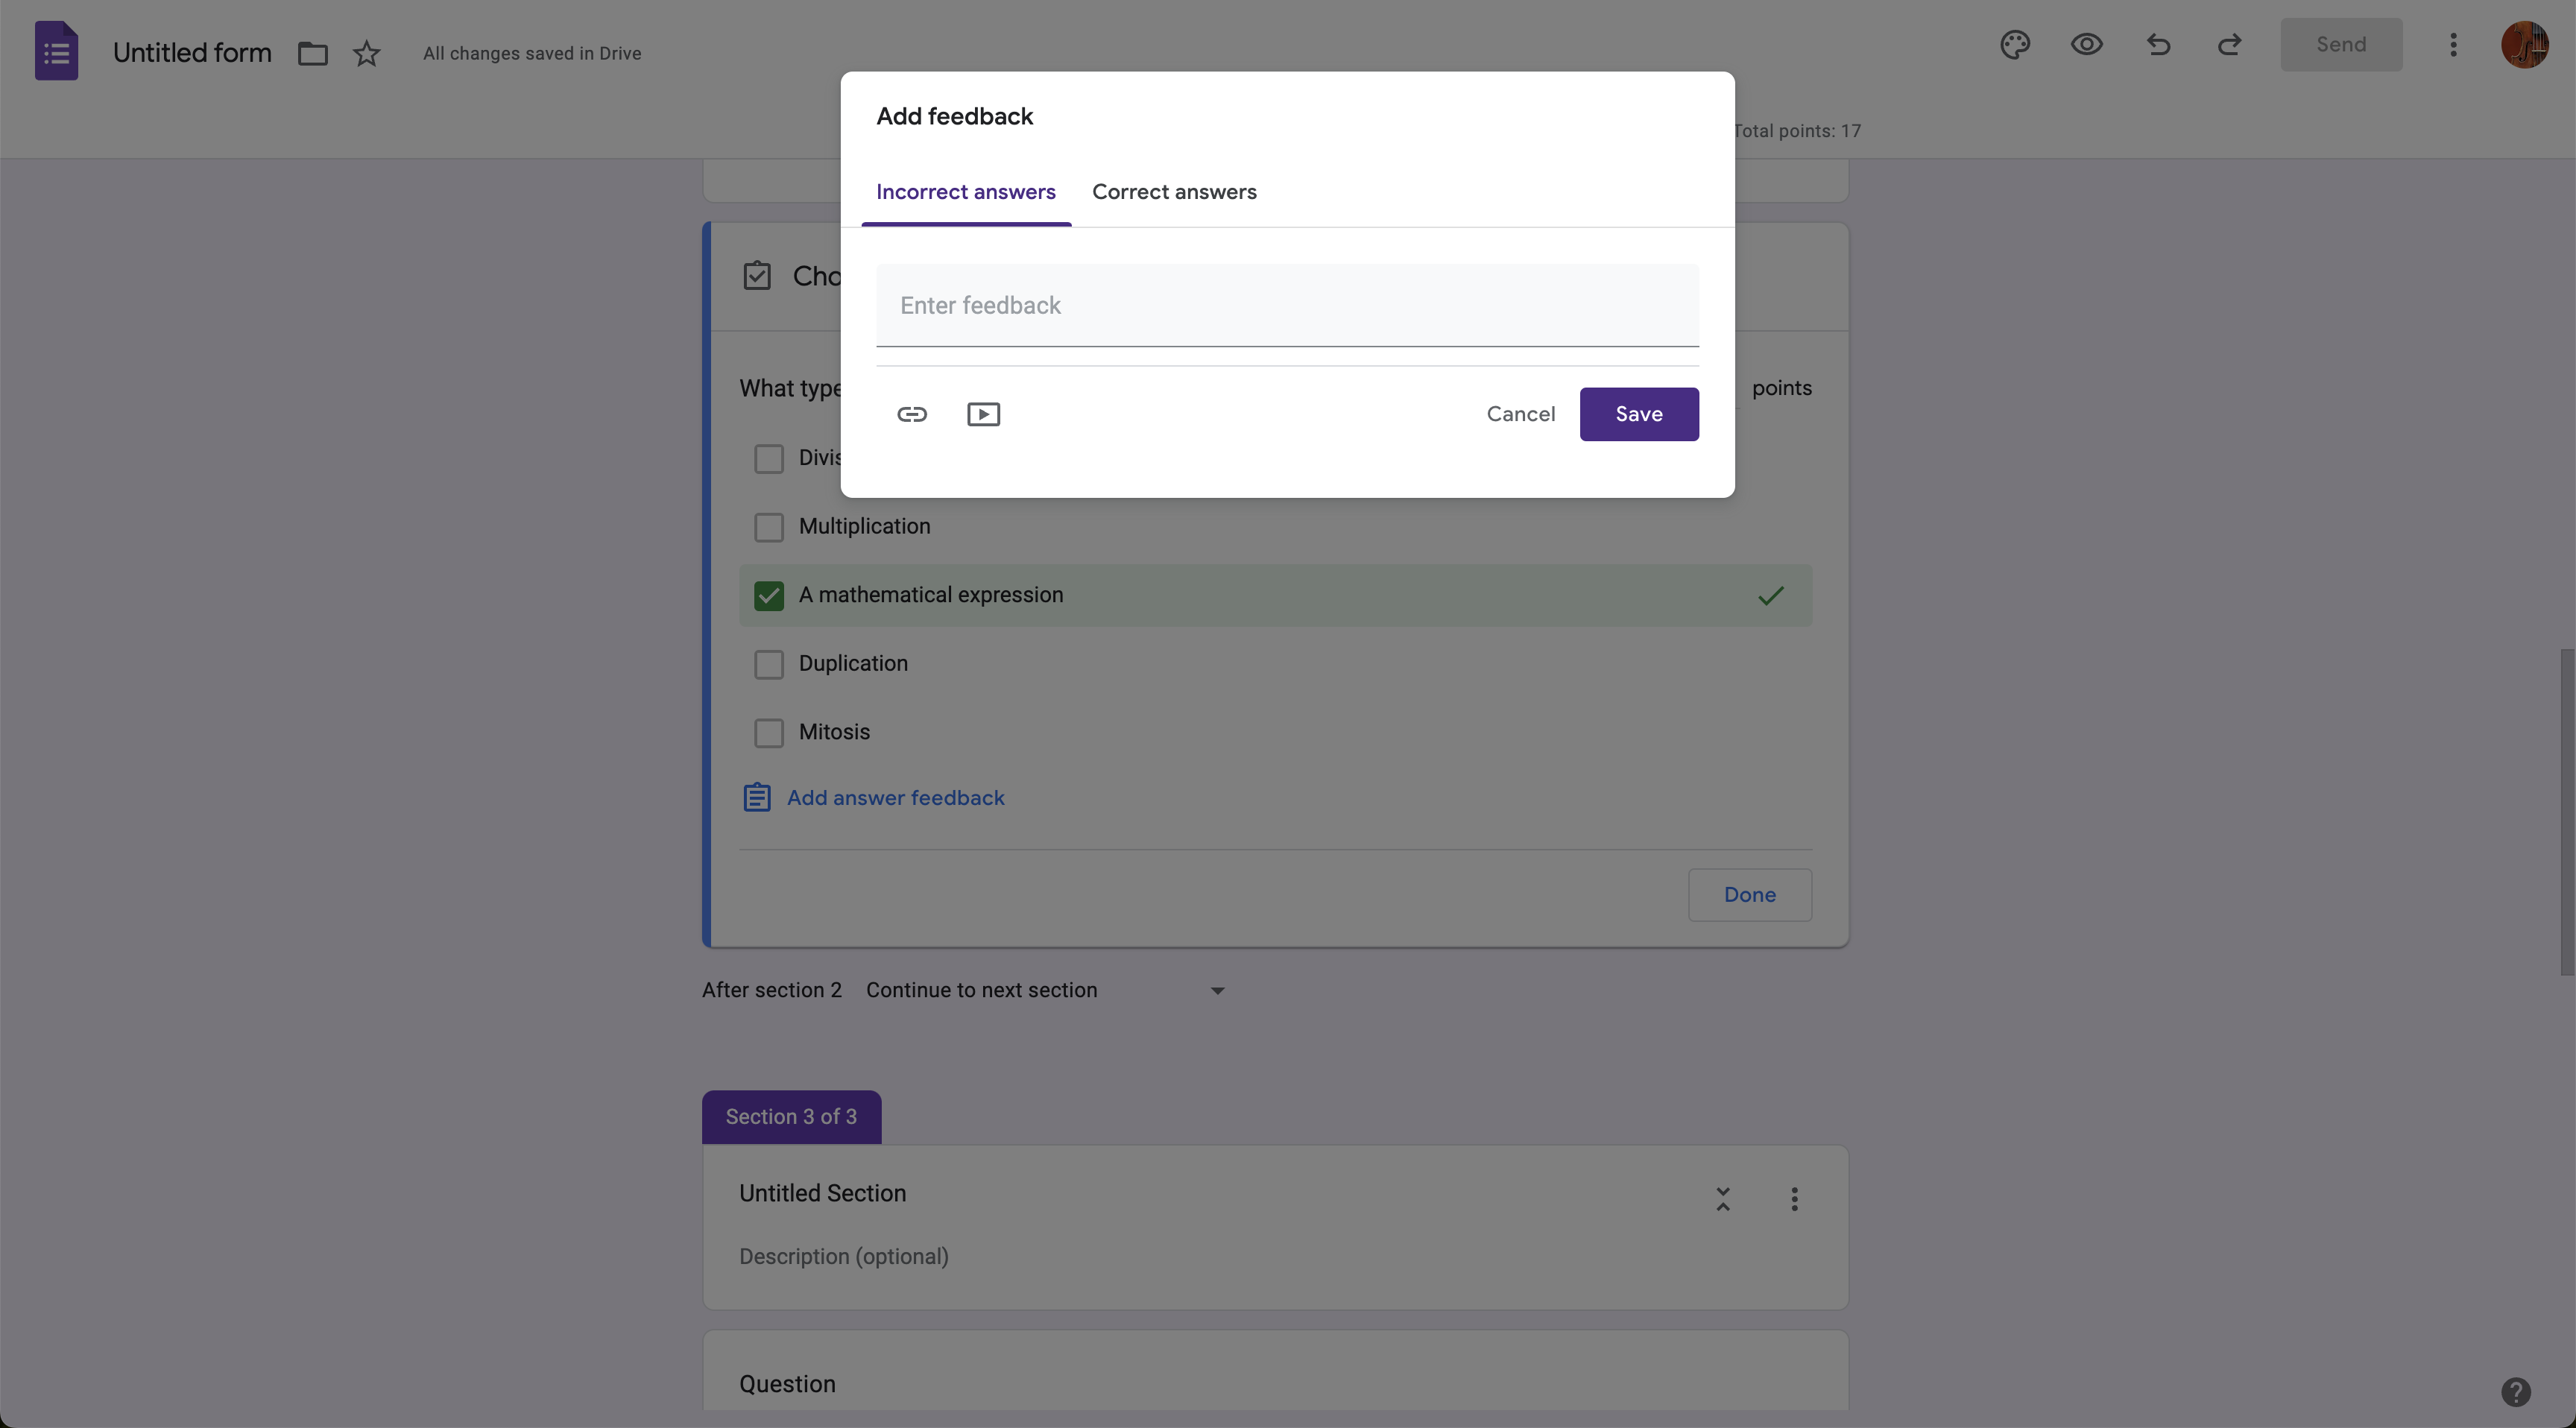 Untitled form
All changes saved in Drive
Send
Total points: 17
Add feedback
Incorrect answers
Correct answers
Enter feedback
Cancel
Save
Cho
What type
points
Divis
Multiplication
A mathematical expression
Duplication
Mitosis
Add answer feedback
Done
After section 2
Continue to next section
Section 3 of 3
Untitled Section
Description (optional)
Question